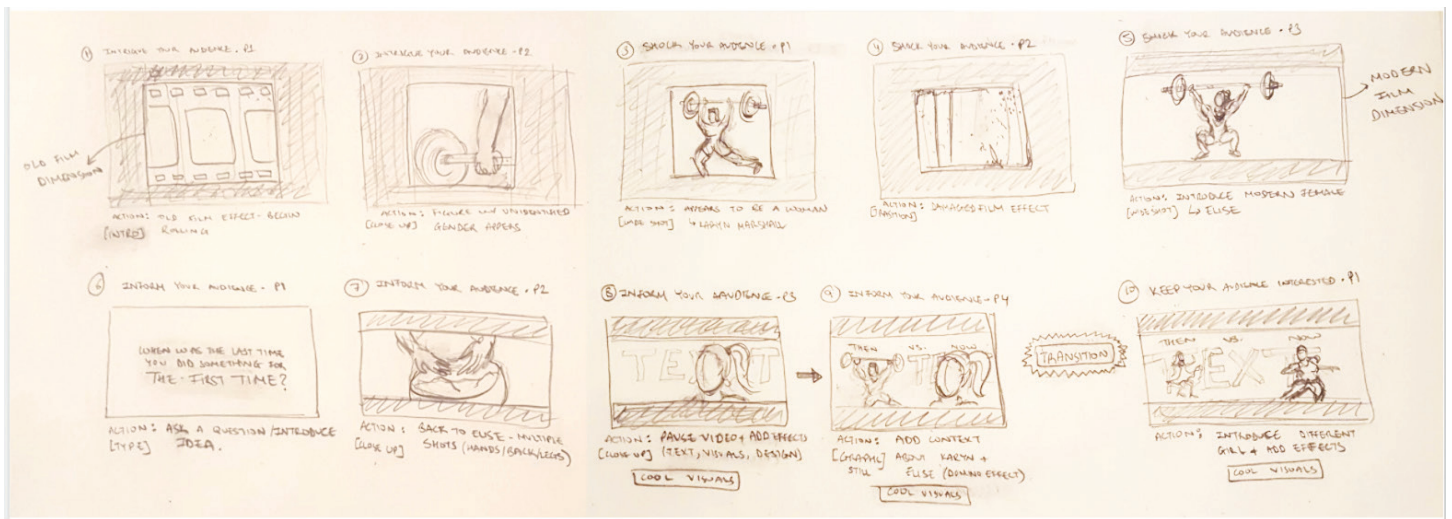 ① INTRIGUE YOUR AUDIENCE - P1
OLD FILM
DIMENSION
ACTION: OLD FILM EFFECT - BEGIN
[INTRO] ROLLING
② INTRIGUE YOUR AUDIENCE - P2
ACTION: FIGURE W/ UNIDENTIFIED
[CLOSE UP] GENDER APPERS
③ SHOCK YOUR AUDIENCE - P1
ACTION: APPEARS TO BE A WOMAN
[WIDE SHOT] ↳ KARYN MARSHALL
④ SHOCK YOUR AUDIENCE - P2
ACTION: DAMAGED FILM EFFECT
⑤ SHOCK YOUR AUDIENCE - P3
MODERN
FILM
DIMENSION
ACTION: INTRODUCE MODERN FEMALE
[WIDE SHOT] ↳ ELISE
⑥ INFORM YOUR AUDIENCE - P1
WHEN WAS THE LAST TIME
YOU DID SOMETHING FOR
THE FIRST TIME?
ACTION: ASK A QUESTION/INTRODUCE
[TYPE] IDEA.
⑦ INFORM YOUR AUDIENCE - P2
ACTION: BACK TO ELISE - MULTIPLE
[CLOSE UP] SHOTS (HANDS/BACK/LEGS)
⑧ INFORM YOUR AUDIENCE - P3
TEXT
ACTION: PAUSE VIDEO + ADD EFFECTS
[CLOSE UP] (TEXT, VISUALS, DESIGN)
COOL VISUALS
⑨ INFORM YOUR AUDIENCE - P4
THEN VS. NOW
ACTION: ADD CONTEXT
[GRAPHIC] ABOUT KARYN +
STILL ELISE (DOMINO EFFECT)
COOL VISUALS
TRANSITION
KEEP YOUR AUDIENCE INTERESTED - P1
THEN VS. NOW
TEXT
ACTION: INTRODUCE DIFFERENT
GIRL + ADD EFFECTS
COOL VISUALS